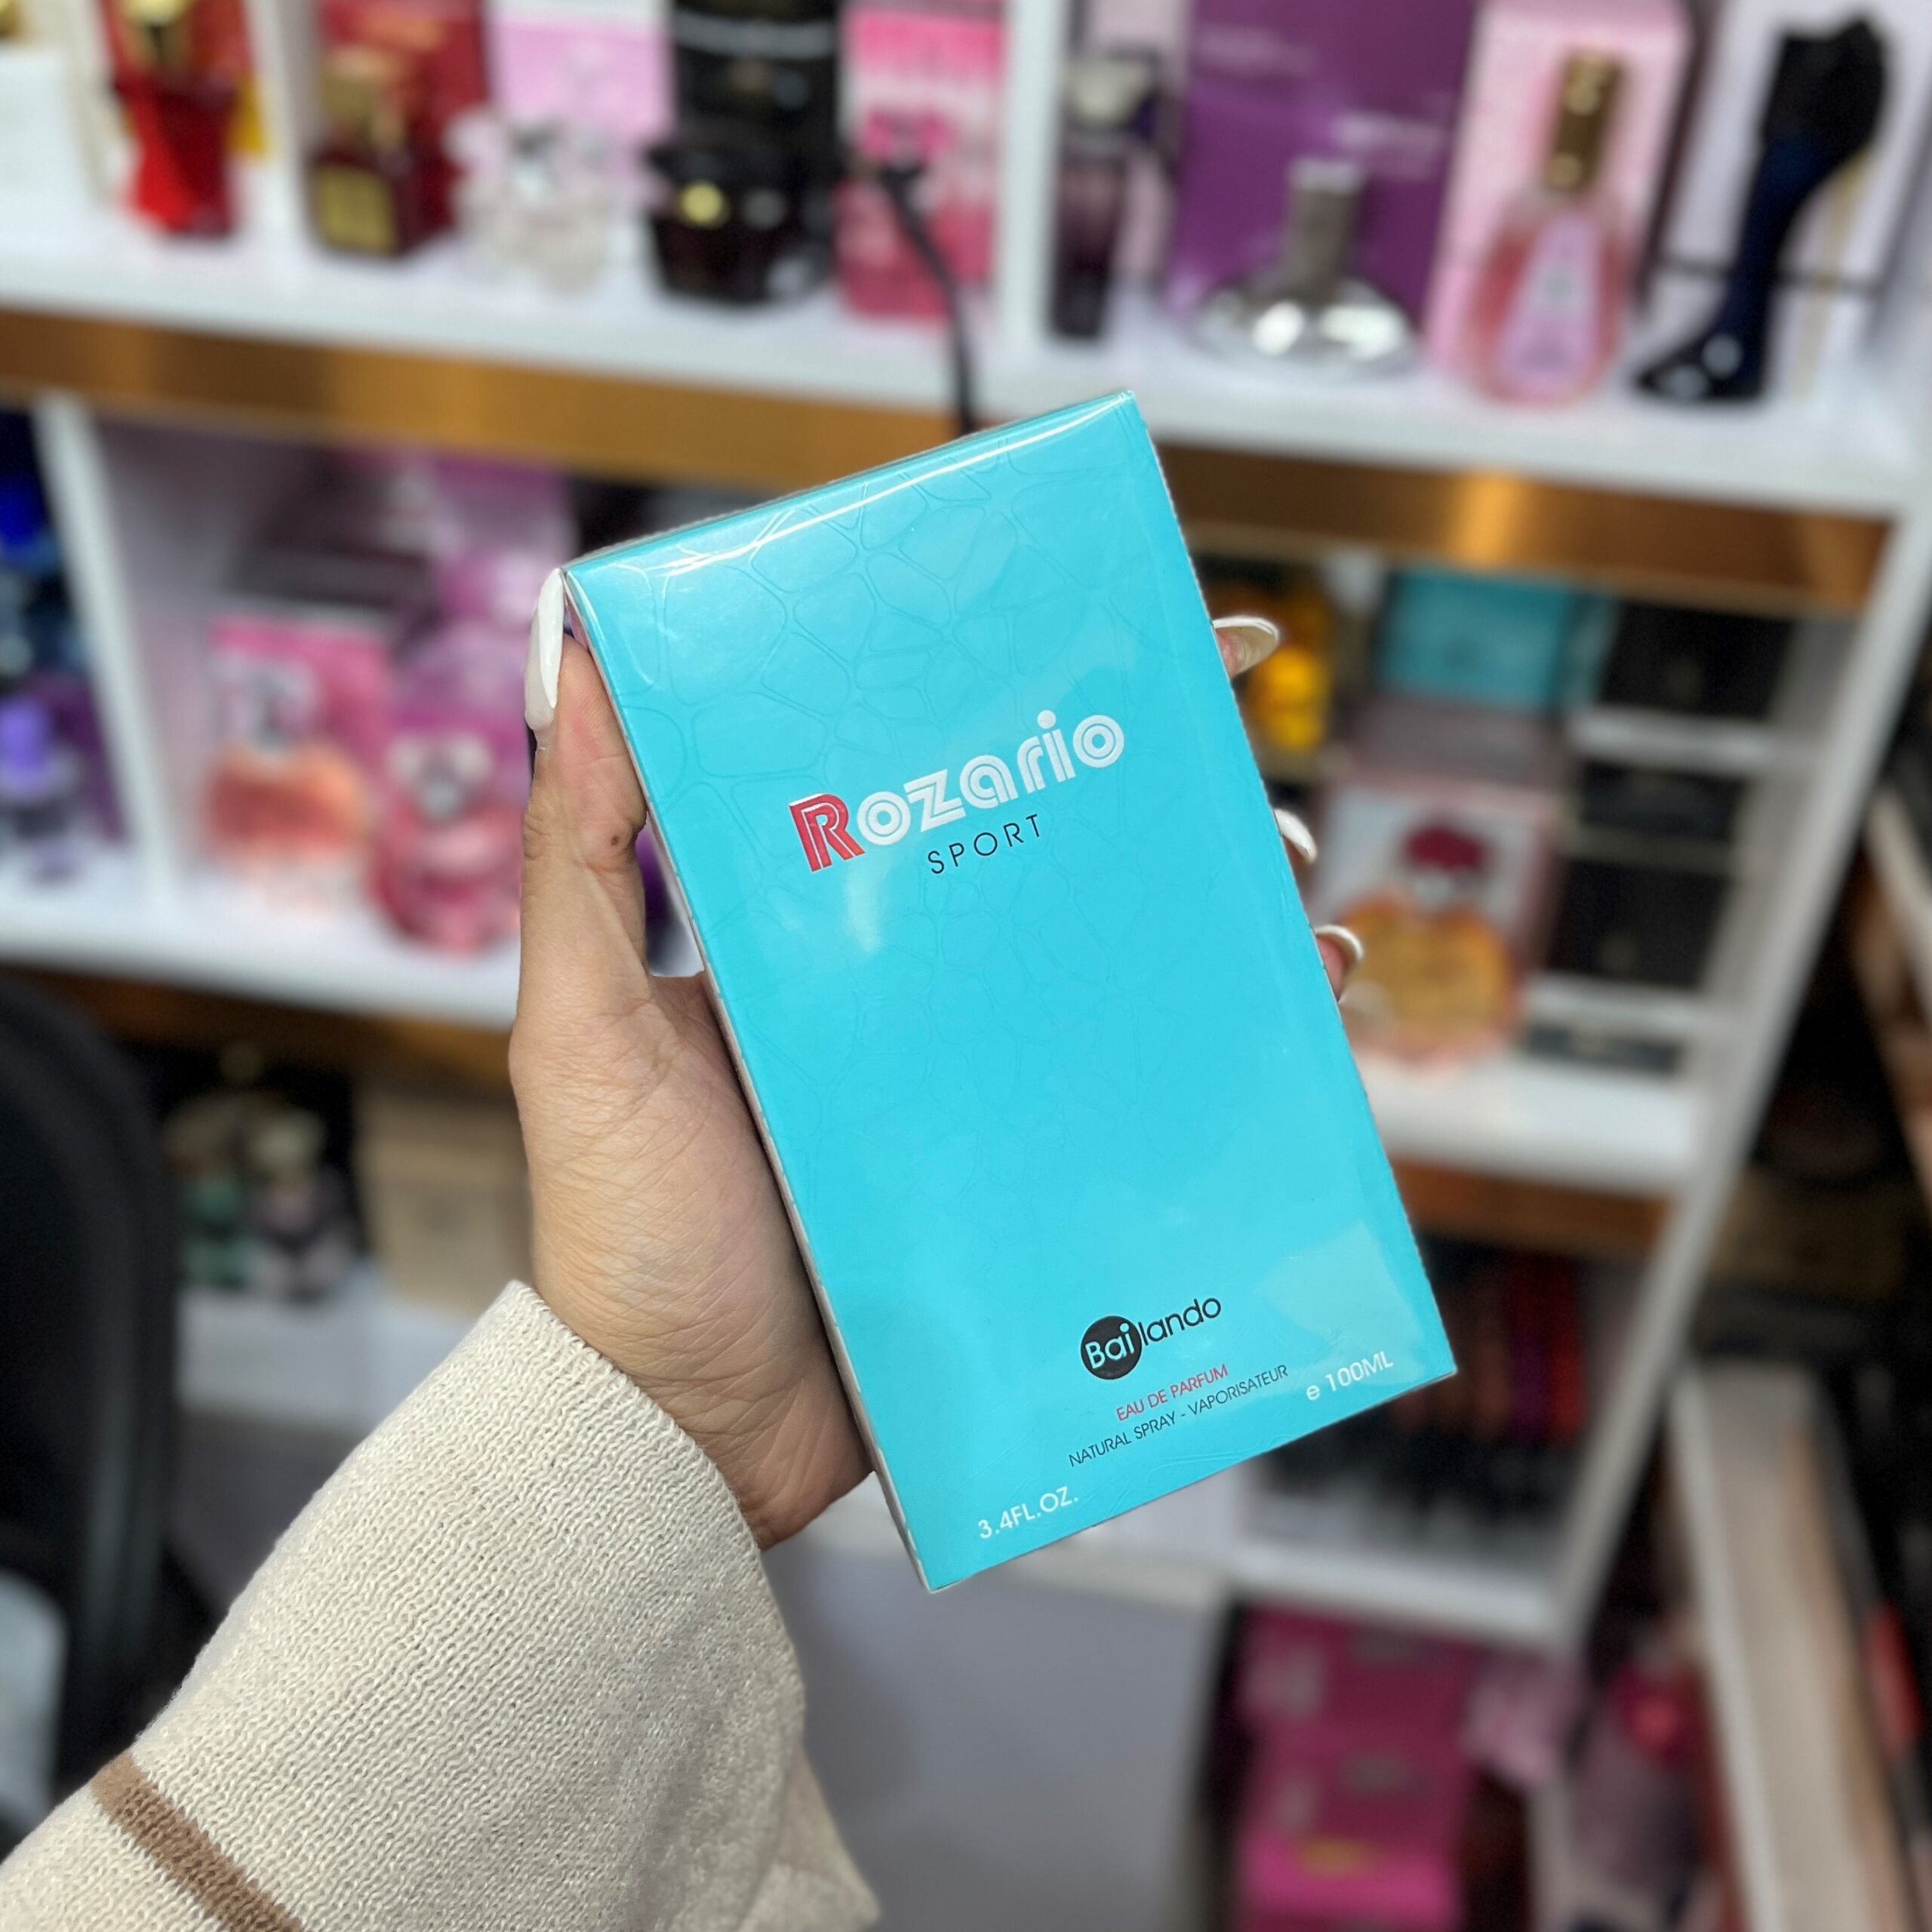 Rozario
SPORT
Bailando
EAU DE PARFUM
NATURAL SPRAY - VAPORISATEUR
3.4FL.OZ.
e 100ML